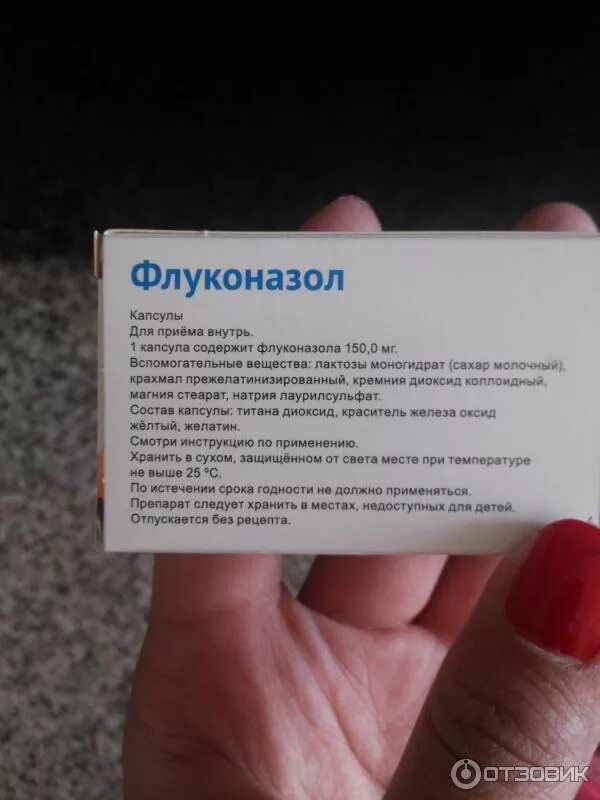 Флуконазол
Капсулы
Для приёма внутрь.
1 капсула содержит флуконазола 150,0 мг.
Вспомогательные вещества: лактозы моногидрат (сахар молочный),
крахмал прежелатинизированный, кремния диоксид коллоидный,
магния стеарат, натрия лаурилсульфат.
Состав капсулы: титана диоксид, краситель железа оксид
жёлтый, желатин.
Смотри инструкцию по применению.
Хранить в сухом, защищённом от света месте при температуре
не выше 25 ºС.
По истечении срока годности не должно применяться.
Препарат следует хранить в местах, недоступных для детей.
Отпускается без рецепта.
ОТЗОВИК